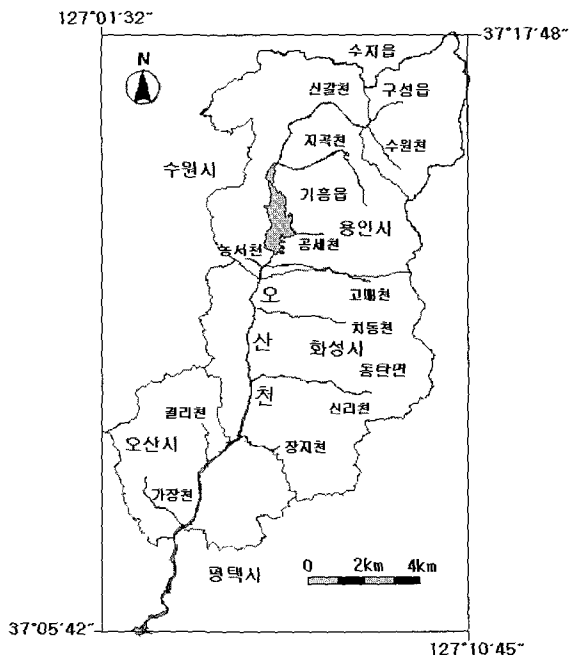 127°01′32″
37°17′48″
N
수지읍
신갈천
구성읍
지곡천
수원천
수원시
기흥읍
용인시
공세천
농서천
오산천
고매천
치동천
화성시
동탄면
신리천
궐리천
오산시
장지천
가장천
평택시
0 2km 4km
37°05′42″
127°10′45″